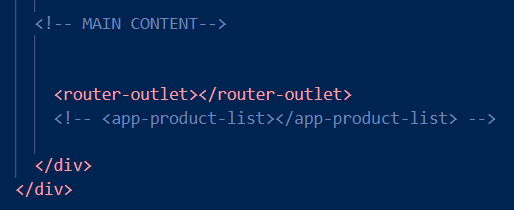 <!-- MAIN CONTENT-->
<router-outlet></router-outlet>
<!-- <app-product-list></app-product-list> -->
</div>
</div>